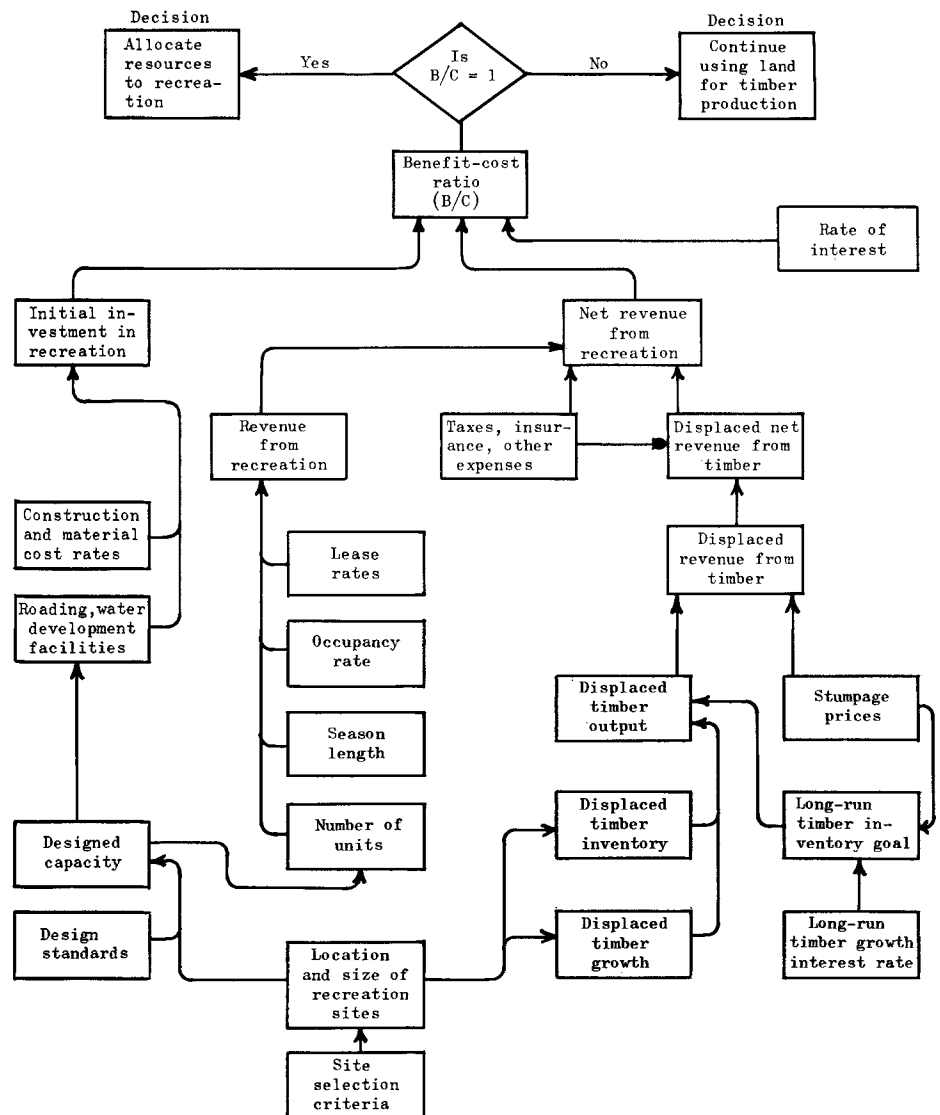 Decision
Allocate
resources
to recrea-
tion
Yes
Is
B/C = 1
No
Decision
Continue
using land
for timber
production
Benefit-cost
ratio
(B/C)
Rate of
interest
Initial in-
vestment in
recreation
Net revenue
from
recreation
Revenue
from
recreation
Taxes, insur-
ance, other
expenses
Displaced net
revenue from
timber
Construction
and material
cost rates
Displaced
revenue from
timber
Lease
rates
Roading,water
development
facilities
Occupancy
rate
Displaced
timber
output
Stumpage
prices
Season
length
Designed
capacity
Number of
units
Displaced
timber
inventory
Long-run
timber in-
ventory goal
Design
standards
Location
and size of
recreation
sites
Displaced
timber
growth
Long-run
timber growth
interest rate
Site
selection
criteria